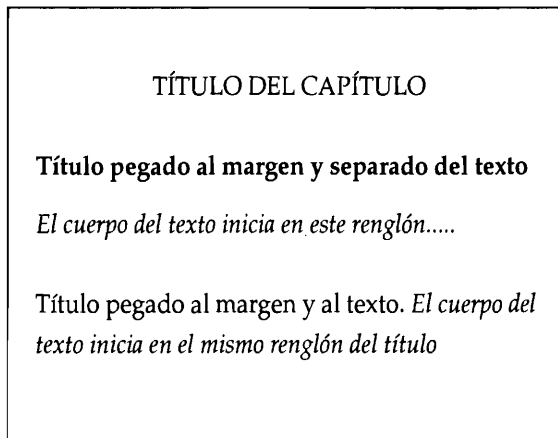 TÍTULO DEL CAPÍTULO
Título pegado al margen y separado del texto
El cuerpo del texto inicia en este renglón.....
Título pegado al margen y al texto. El cuerpo del
texto inicia en el mismo renglón del título